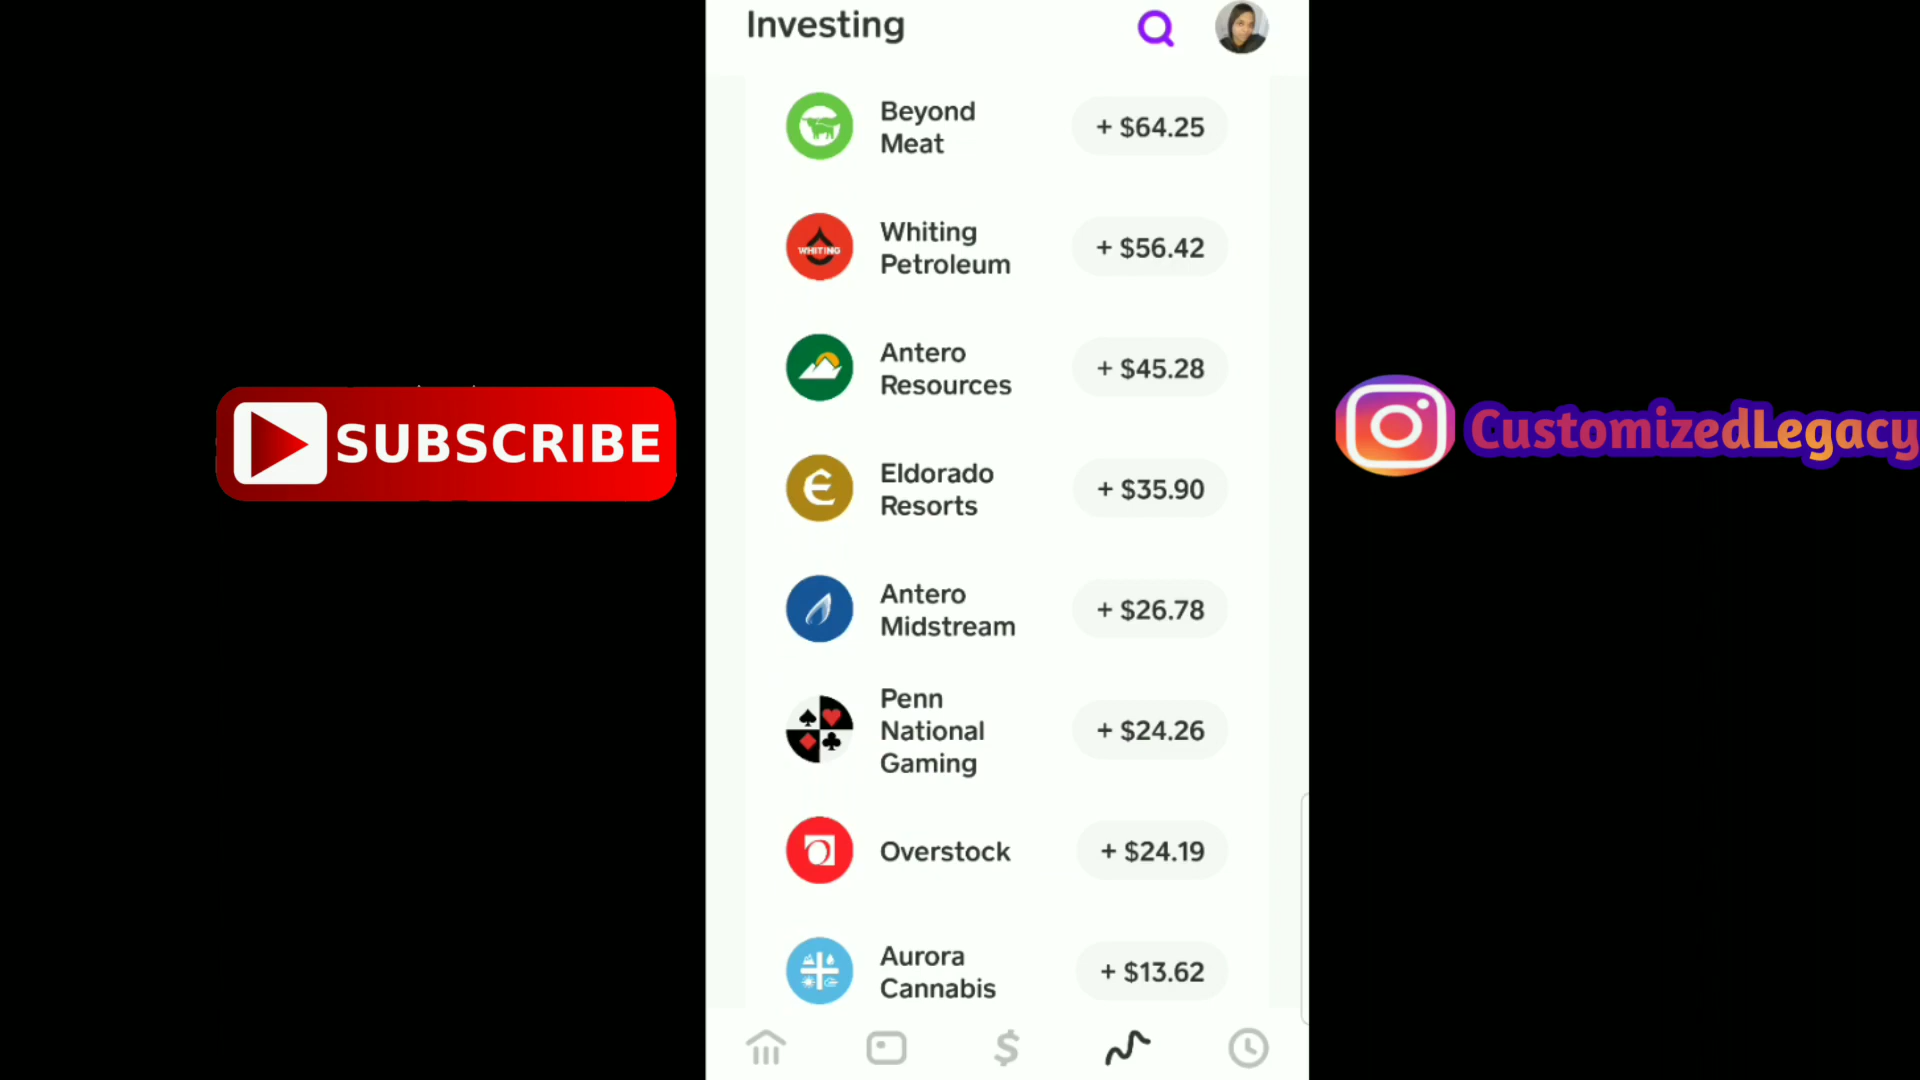 Investing
Beyond
Meat
+ $64.25
WHITING
Whiting
Petroleum
+ $56.42
Antero
Resources
+ $45.28
SUBSCRIBE
CustomizedLegacy
Eldorado
Resorts
+ $35.90
Antero
Midstream
+ $26.78
Penn
National
Gaming
+ $24.26
Overstock
+ $24.19
Aurora
Cannabis
+ $13.62